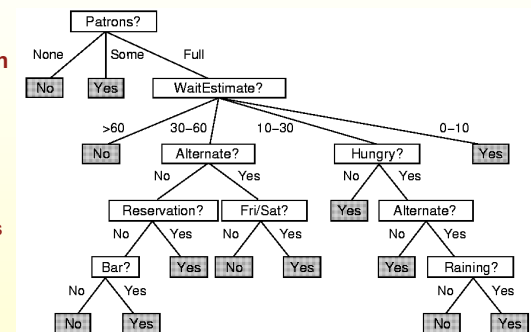 Patrons?
None Some Full
n
No Yes WaitEstimate?
>60 30–60 10–30 0–10
No Alternate? Hungry? Yes
No Yes No Yes
Reservation? Fri/Sat? Yes Alternate?
s
No Yes No Yes No Yes
Bar? Yes No Yes Yes Raining?
No Yes No Yes
No Yes No Yes